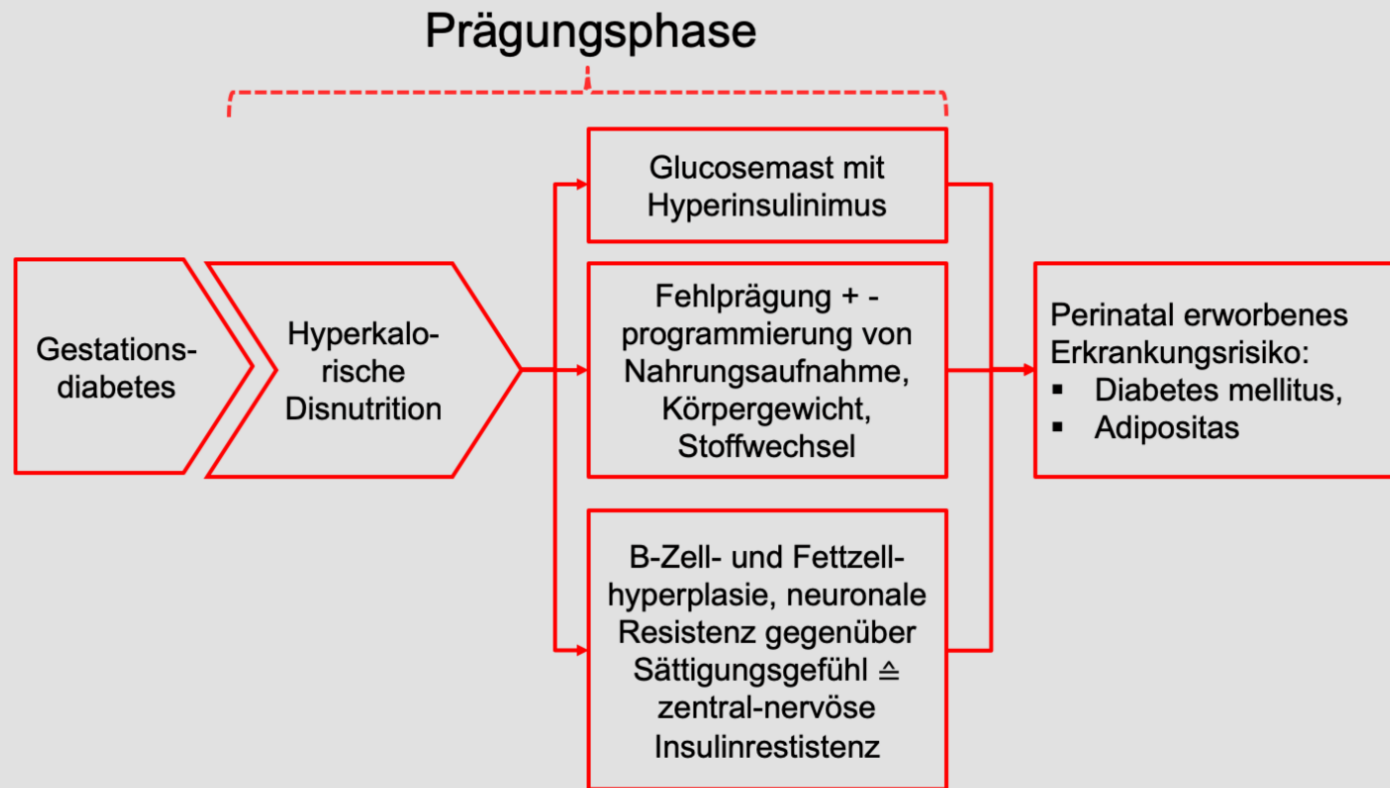 Prägungsphase
Gestations-
diabetes
Hyperkalo-
rische
Disnutrition
Glucosemast mit
Hyperinsulinimus
Fehlprägung + -
programmierung von
Nahrungsaufnahme,
Körpergewicht,
Stoffwechsel
B-Zell- und Fettzell-
hyperplasie, neuronale
Resistenz gegenüber
Sättigungsgefühl ≙
zentral-nervöse
Insulinrestistenz
Perinatal erworbenes
Erkrankungsrisiko:
▪ Diabetes mellitus,
▪ Adipositas